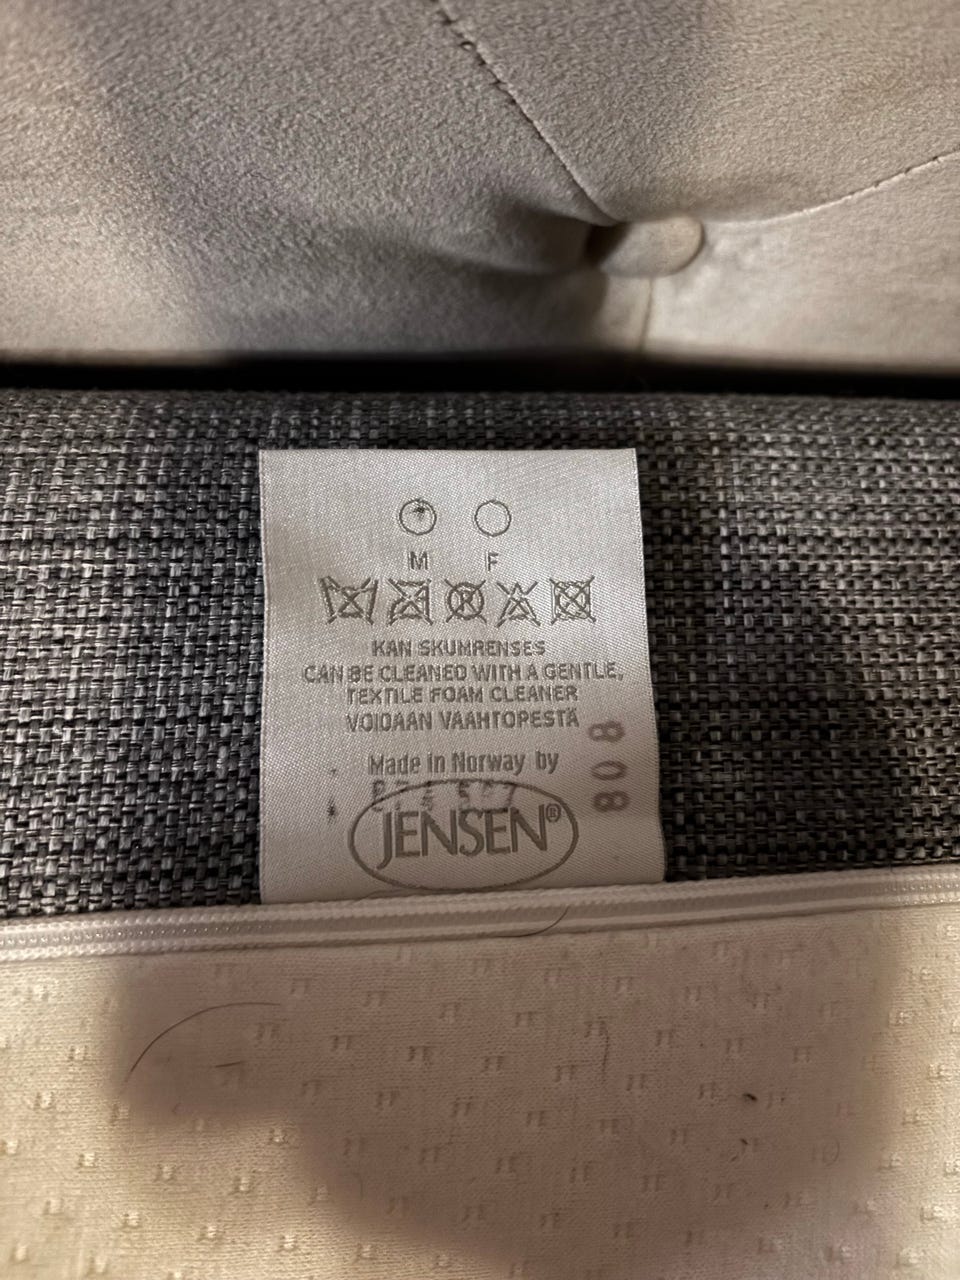 M F
KAN SKUMRENSES
CAN BE CLEANED WITH A GENTLE,
TEXTILE FOAM CLEANER
VOIDAAN VAAHTOPESTÄ
808
Made in Norway by
JENSEN®